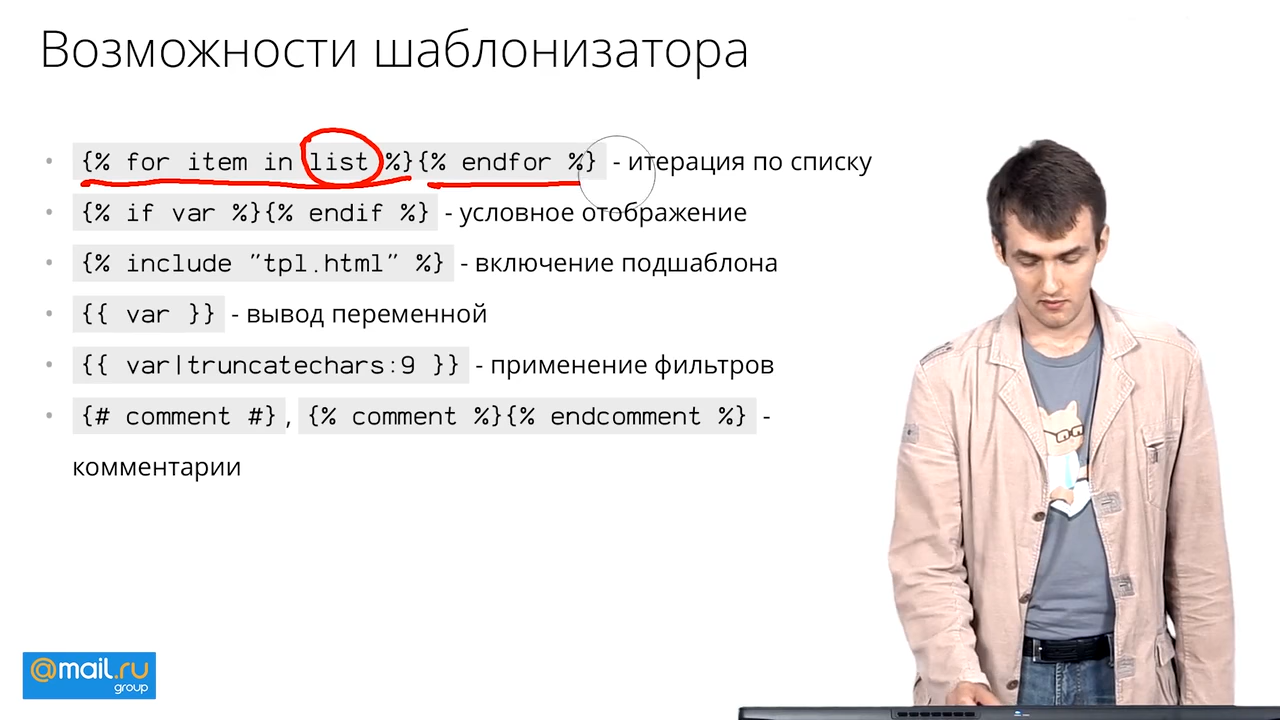 Возможности шаблонизатора
• {% for item in list %}{% endfor %} - итерация по списку
• {% if var %}{% endif %} - условное отображение
• {% include "tpl.html" %} - включение подшаблона
• {{ var }} - вывод переменной
• {{ var|truncatechars:9 }} - применение фильтров
• {# comment #}, {% comment %}{% endcomment %} -
комментарии
@mail.ru
group